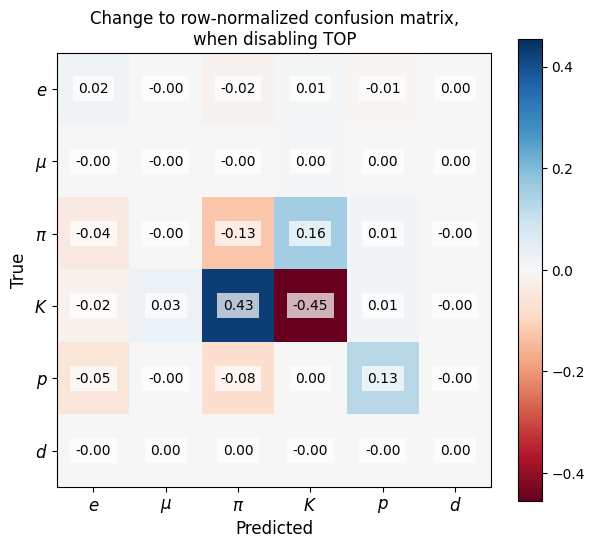 Change to row-normalized confusion matrix,
when disabling TOP
e 0.02 -0.00 -0.02 0.01 -0.01 0.00
μ -0.00 -0.00 -0.00 0.00 0.00 0.00
π -0.04 -0.00 -0.13 0.16 0.01 -0.00
K -0.02 0.03 0.43 -0.45 0.01 -0.00
p -0.05 -0.00 -0.08 0.00 0.13 -0.00
d -0.00 0.00 0.00 -0.00 -0.00 0.00
True
e μ π K p d
Predicted
0.4
0.2
0.0
−0.2
−0.4